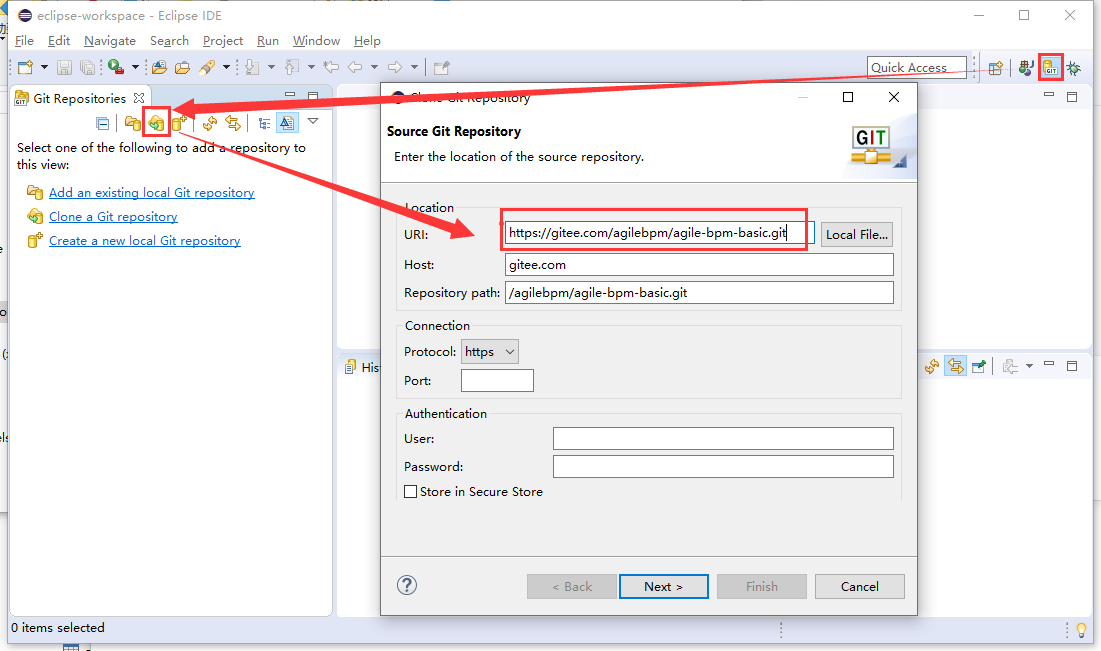 eclipse-workspace - Eclipse IDE
File Edit Navigate Search Project Run Window Help
Quick Access
GIT
Git Repositories
Select one of the following to add a repository to
this view:
Add an existing local Git repository
Clone a Git repository
Create a new local Git repository
Clone Git Repository
Source Git Repository
Enter the location of the source repository.
GIT
Location
URI: https://gitee.com/agilebpm/agile-bpm-basic.git Local File...
Host: gitee.com
Repository path: /agilebpm/agile-bpm-basic.git
Connection
Protocol: https
Port:
Authentication
User:
Password:
Store in Secure Store
< Back Next > Finish Cancel
His
0 items selected